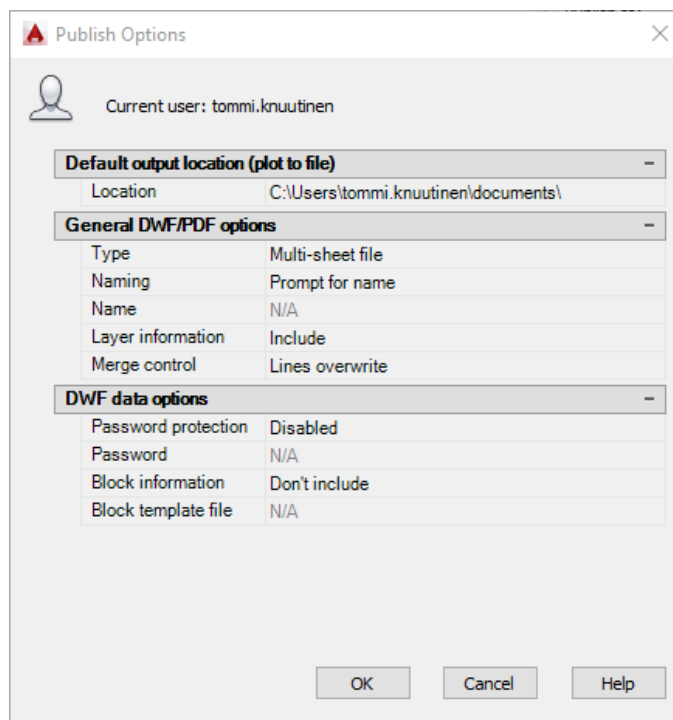 Publish Options
Current user: tommi.knuutinen
Default output location (plot to file)
Location C:\Users\tommi.knuutinen\documents\
General DWF/PDF options
Type Multi-sheet file
Naming Prompt for name
Name N/A
Layer information Include
Merge control Lines overwrite
DWF data options
Password protection Disabled
Password N/A
Block information Don't include
Block template file N/A
OK Cancel Help